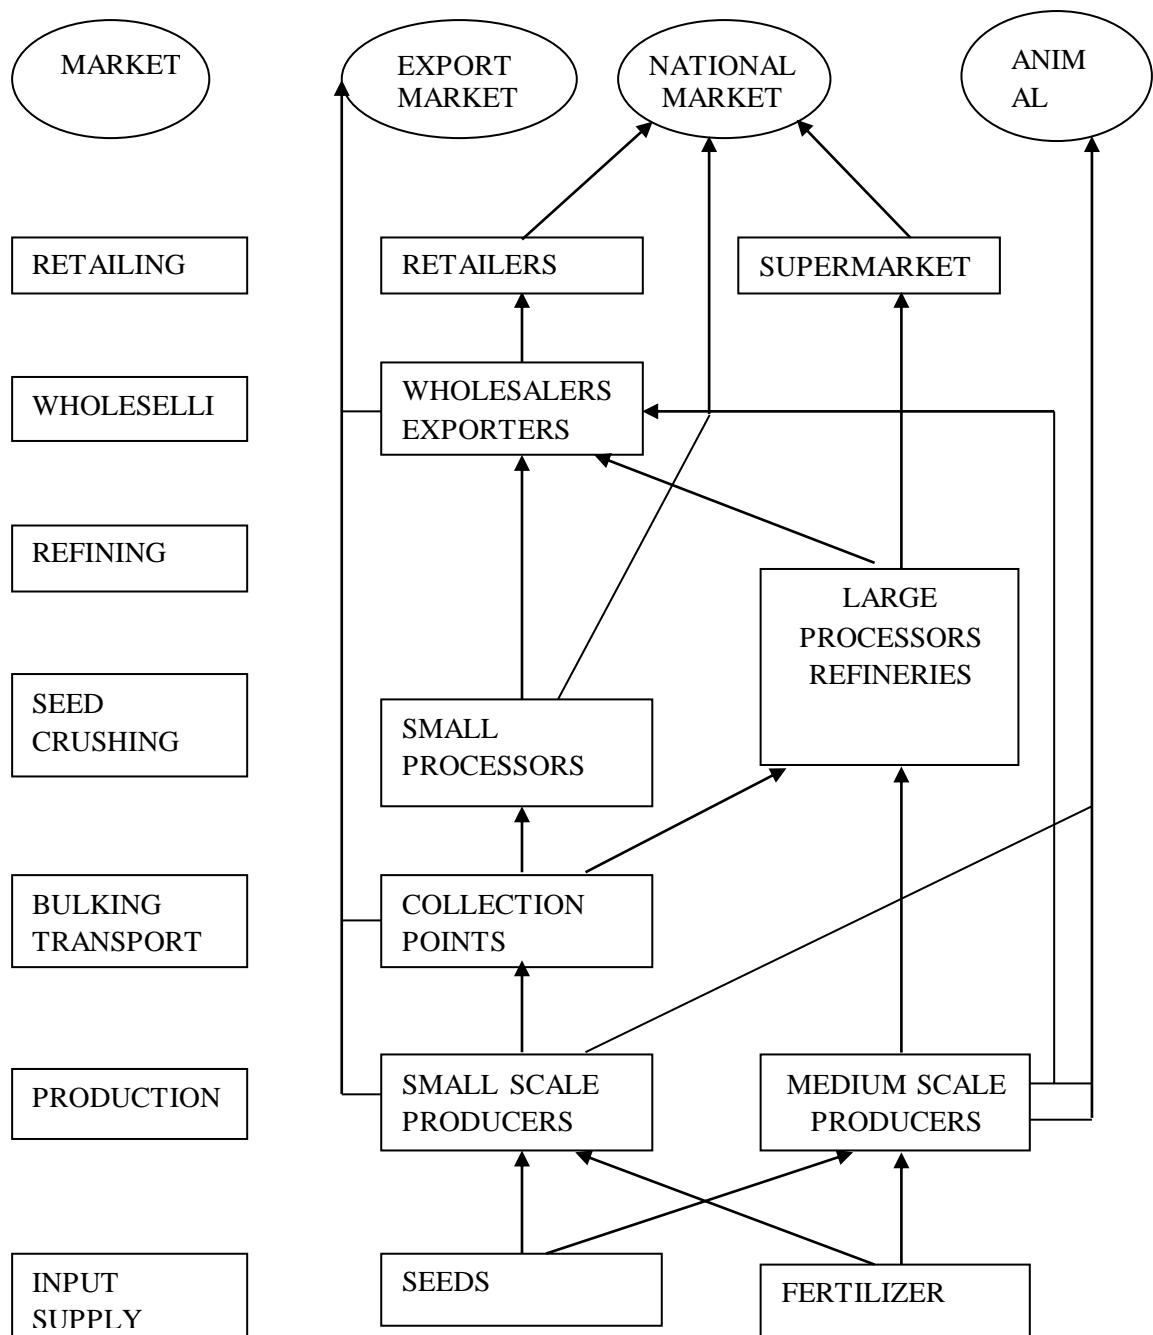 MARKET
EXPORT
MARKET
NATIONAL
MARKET
ANIM
AL
RETAILING
RETAILERS
SUPERMARKET
WHOLESELLI
WHOLESALERS
EXPORTERS
REFINING
LARGE
PROCESSORS
REFINERIES
SEED
CRUSHING
SMALL
PROCESSORS
BULKING
TRANSPORT
COLLECTION
POINTS
PRODUCTION
SMALL SCALE
PRODUCERS
MEDIUM SCALE
PRODUCERS
INPUT
SUPPLY
SEEDS
FERTILIZER